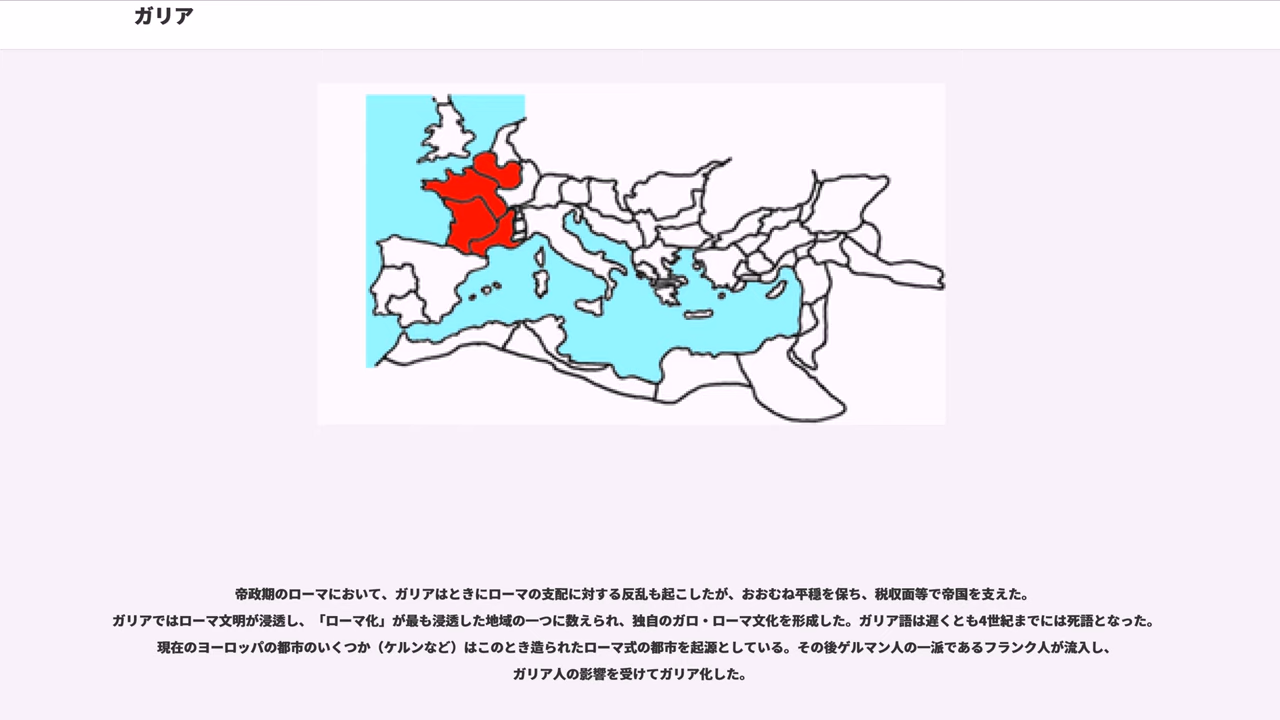 ガリア
帝政期のローマにおいて、ガリアはときにローマの支配に対する反乱も起こしたが、おおむね平穏を保ち、税収面等で帝国を支えた。
ガリアではローマ文明が浸透し、「ローマ化」が最も浸透した地域の一つに数えられ、独自のガロ・ローマ文化を形成した。ガリア語は遅くとも4世紀までには死語となった。
現在のヨーロッパの都市のいくつか（ケルンなど）はこのとき造られたローマ式の都市を起源としている。その後ゲルマン人の一派であるフランク人が流入し、
ガリア人の影響を受けてガリア化した。